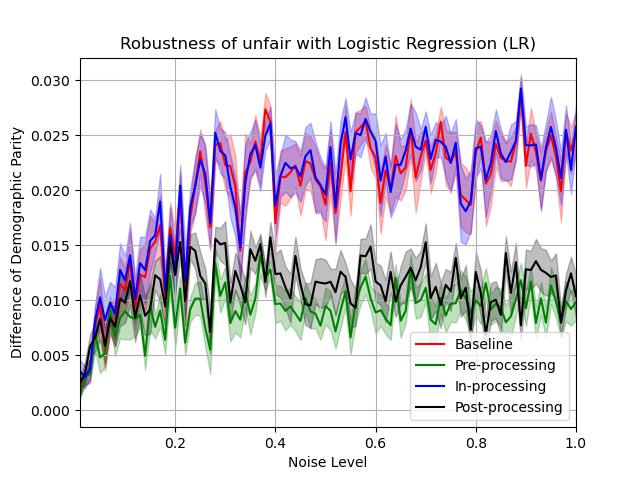 Robustness of unfair with Logistic Regression (LR)
Difference of Demographic Parity
0.030
0.025
0.020
0.015
0.010
0.005
0.000
Baseline
Pre-processing
In-processing
Post-processing
0.2 0.4 0.6 0.8 1.0
Noise Level